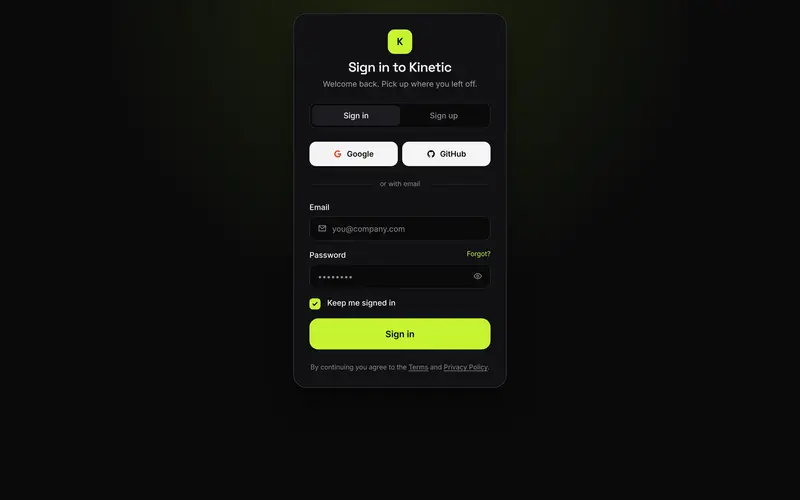 K
Sign in to Kinetic
Welcome back. Pick up where you left off.
Sign in
Sign up
Google
GitHub
or with email
Email
you@company.com
Password
Forgot?
Keep me signed in
Sign in
By continuing you agree to the Terms and Privacy Policy.